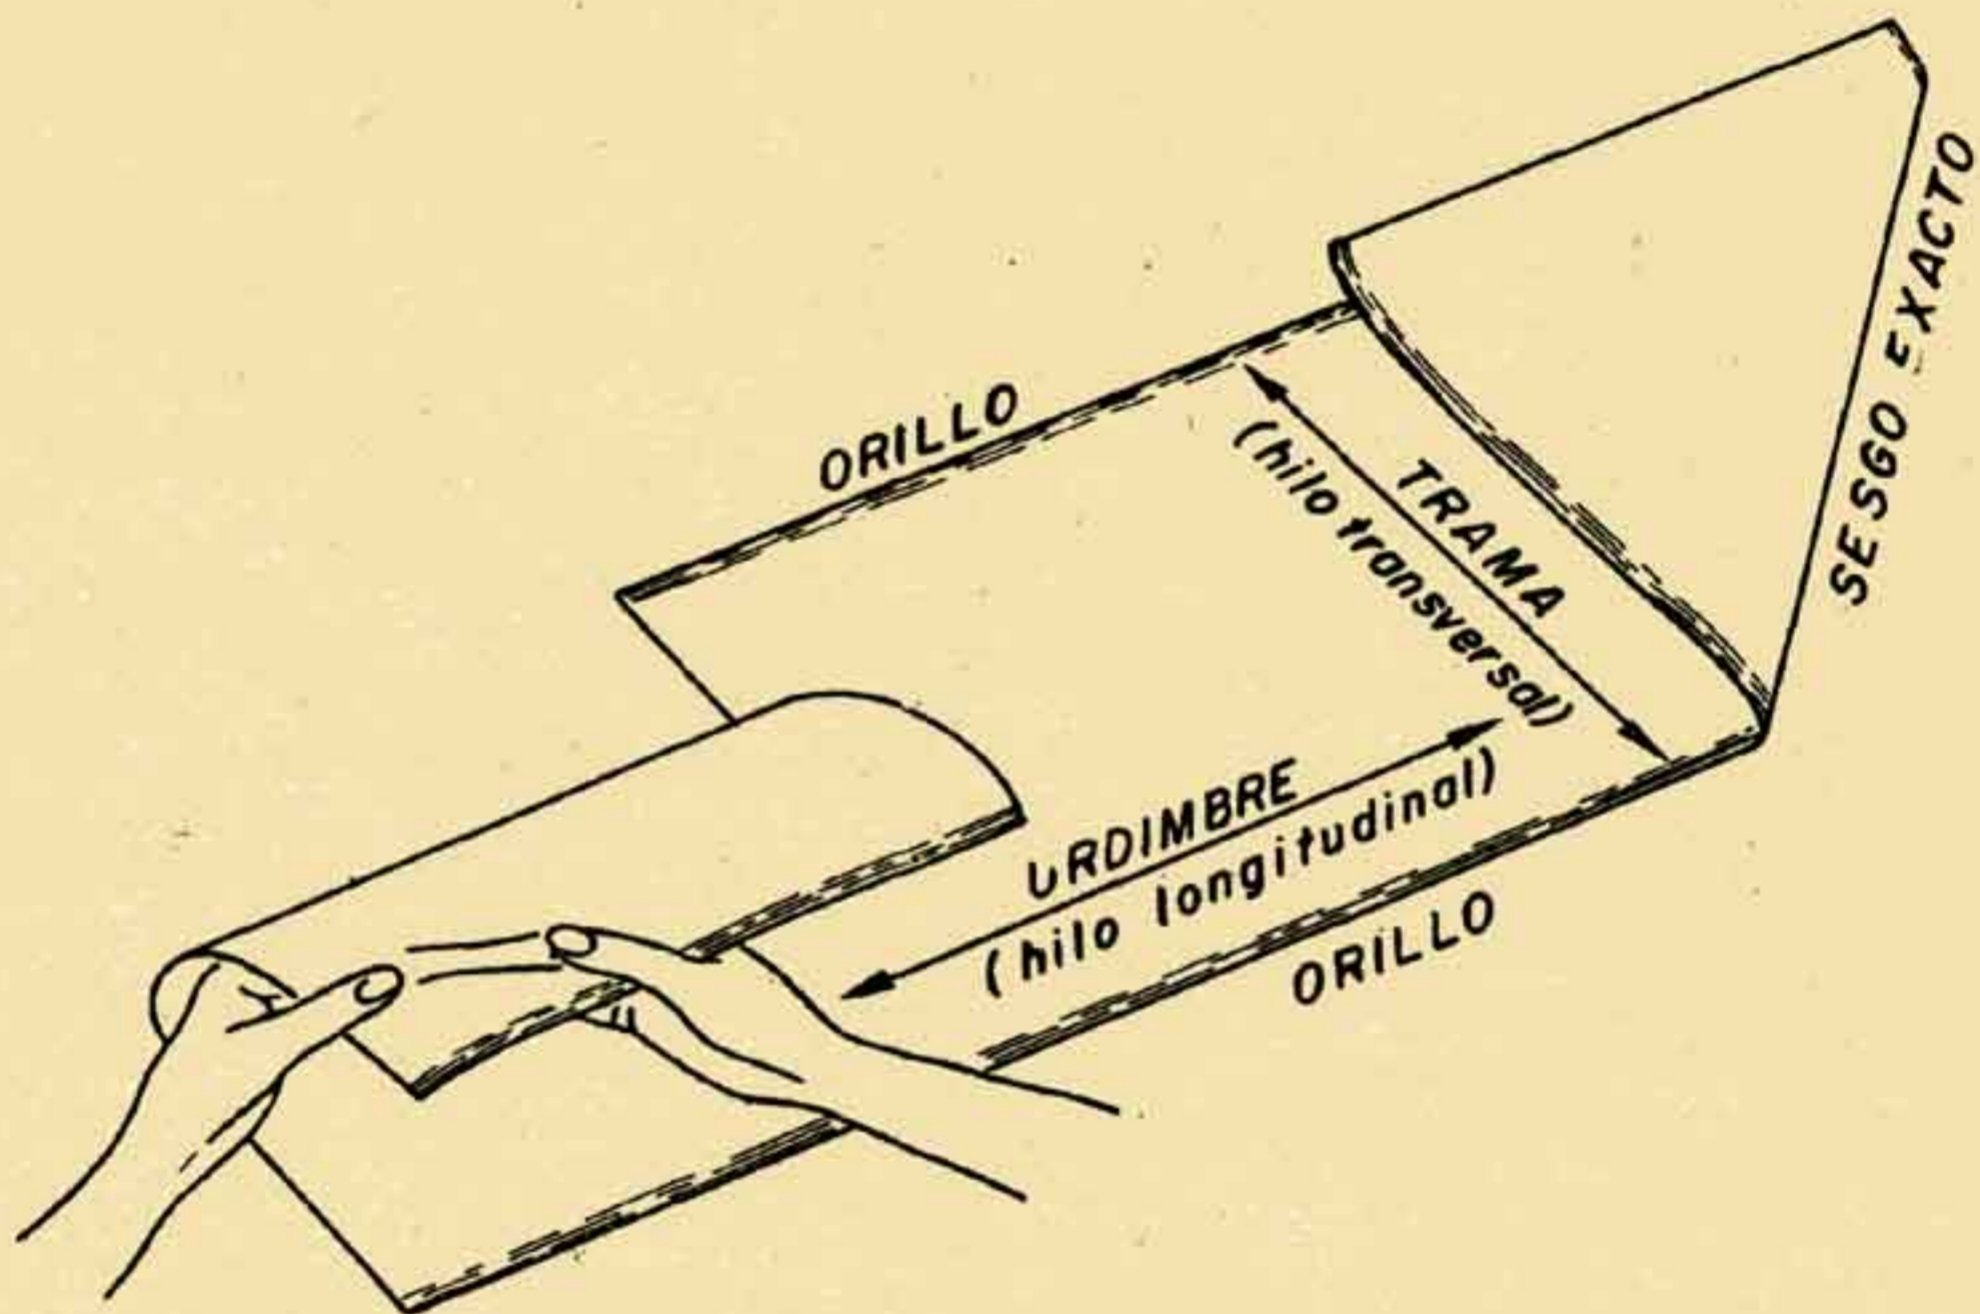 SESGO EXACTO
ORILLO
TRAMA
(hilo transversal)
URDIMBRE
(hilo longitudinal)
ORILLO